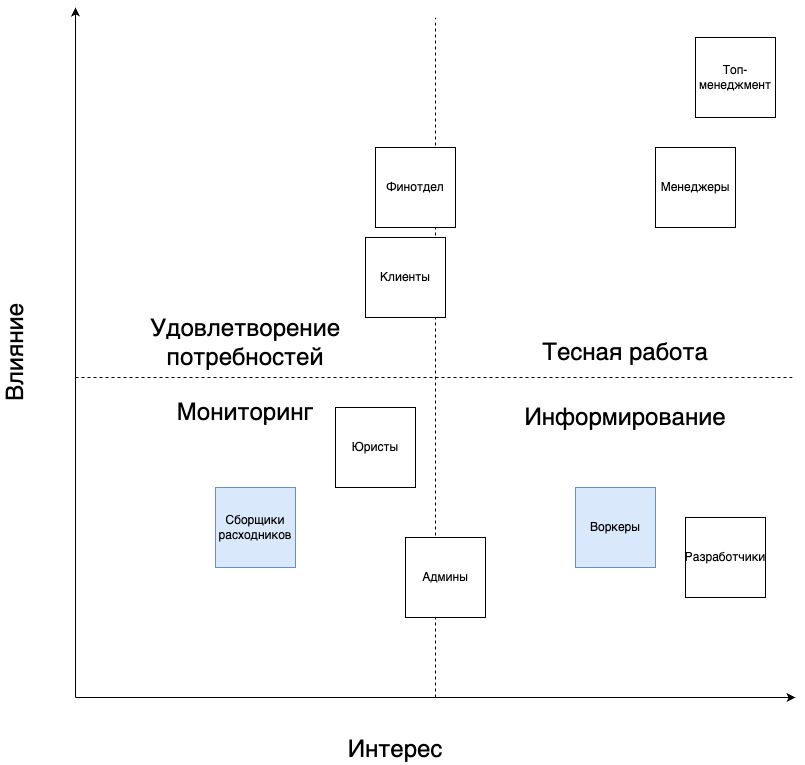 Топ-
менеджмент
Финотдел
Менеджеры
Клиенты
Влияние
Удовлетворение
потребностей
Тесная работа
Мониторинг
Информирование
Юристы
Сборщики
расходников
Воркеры
Разработчики
Админы
Интерес